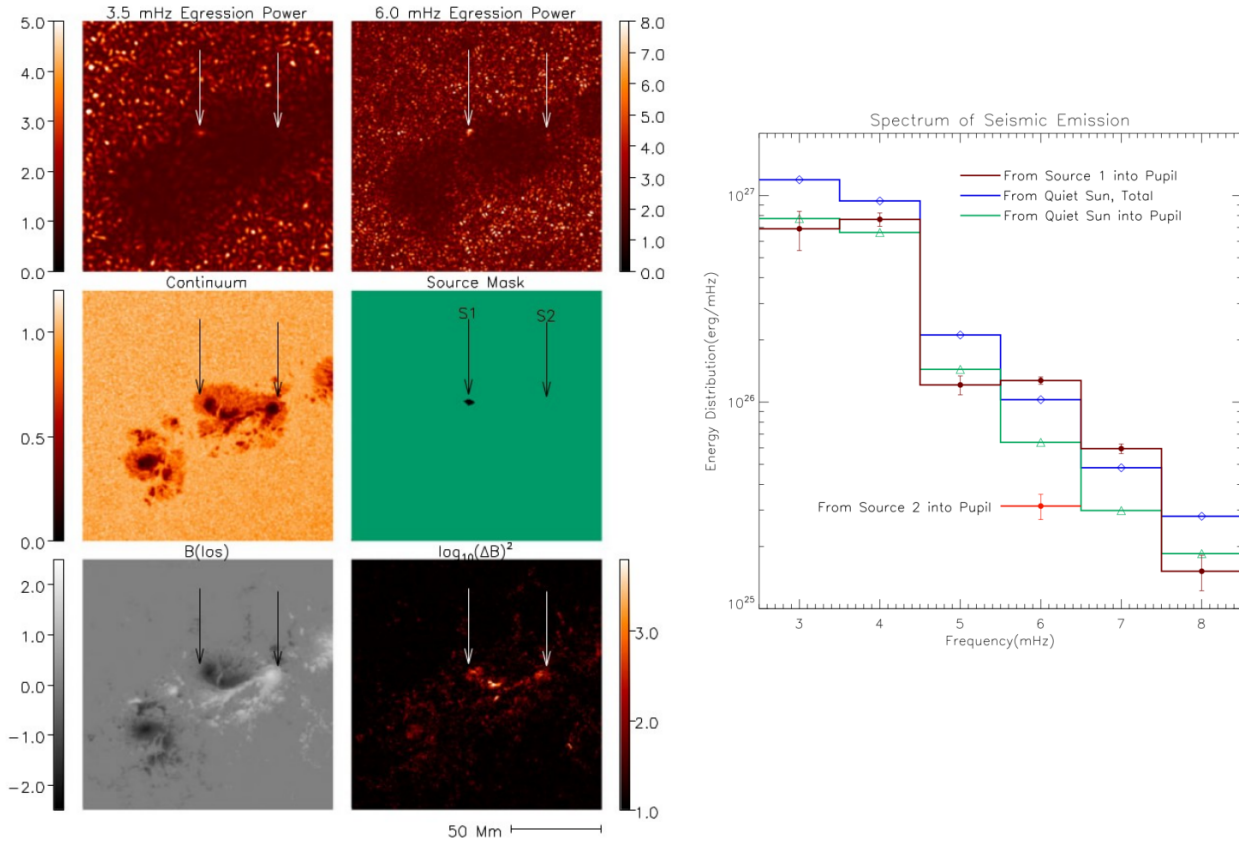 3.5 mHz Egression Power
6.0 mHz Egression Power
5.0
4.0
3.0
2.0
1.0
0.0
8.0
7.0
6.0
5.0
4.0
3.0
2.0
1.0
0.0
Continuum
Source Mask
1.0
0.5
0.0
S1
S2
B(los)
log₁₀(ΔB)²
2.0
1.0
0.0
−1.0
−2.0
3.0
2.0
1.0
50 Mm
Spectrum of Seismic Emission
From Source 1 into Pupil
From Quiet Sun, Total
From Quiet Sun into Pupil
From Source 2 into Pupil
Energy Distribution(erg/mHz)
10²⁷
10²⁶
10²⁵
3 4 5 6 7 8
Frequency(mHz)